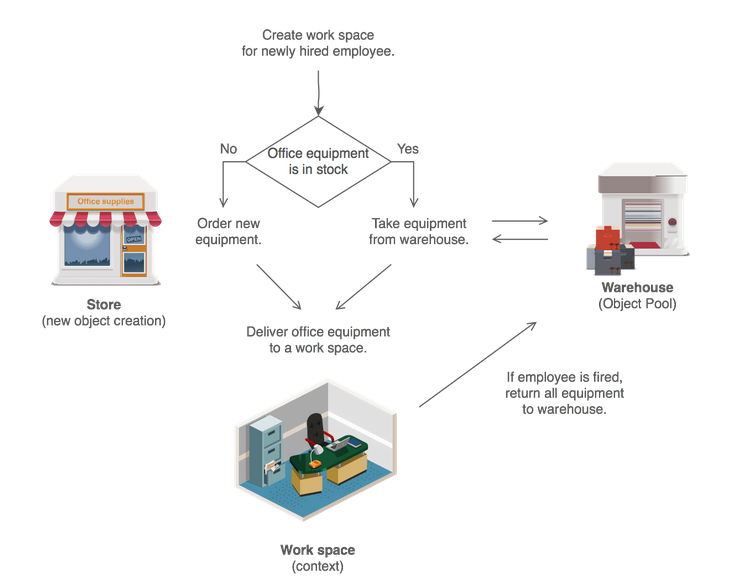 Create work space
for newly hired employee.
No
Yes
Office equipment
is in stock
Office supplies
OPEN
Order new
equipment.
Take equipment
from warehouse.
Store
(new object creation)
Warehouse
(Object Pool)
Deliver office equipment
to a work space.
If employee is fired,
return all equipment
to warehouse.
Work space
(context)